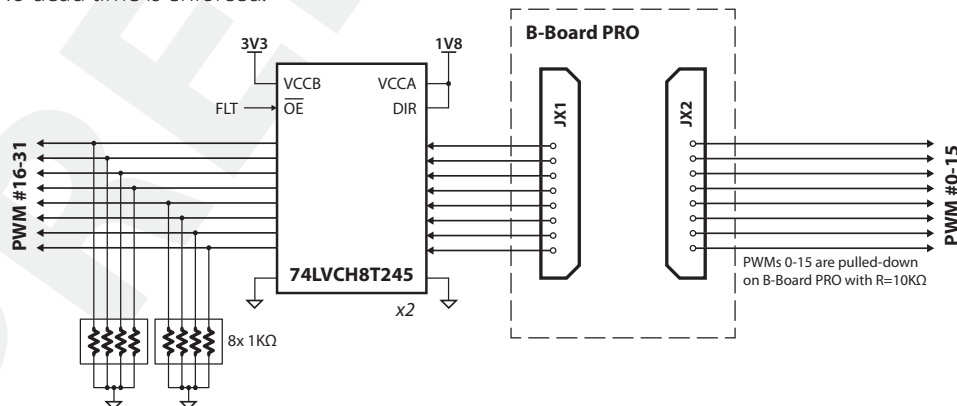 No dead time is enforced.
B-Board PRO
3V3
1V8
VCCB
VCCA
FLT
OE
DIR
JX1
JX2
PWM #16-31
PWM #0-15
74LVCH8T245
x2
PWMs 0-15 are pulled-down
on B-Board PRO with R=10KΩ
8x 1KΩ